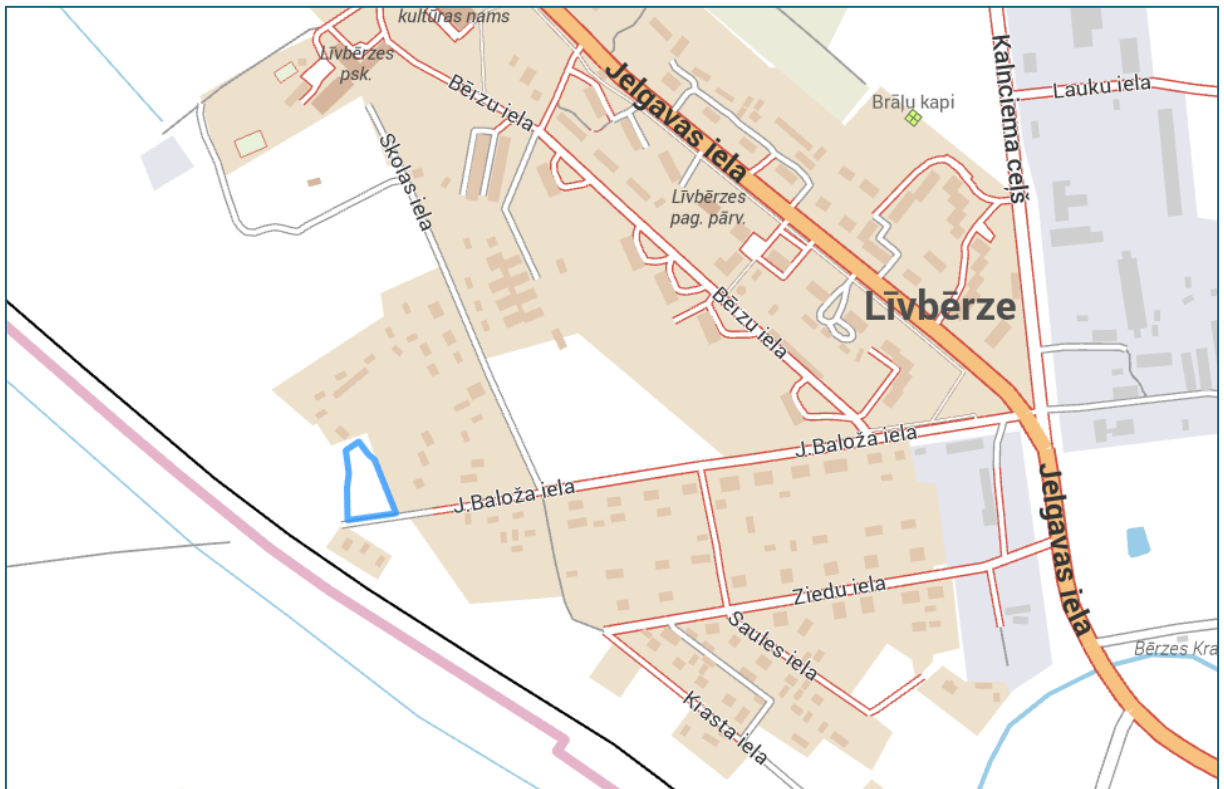 kultūras nams
Līvbērzes
psk.
Bērzu iela
Jelgavas iela
Kalnciema ceļš
Lauku iela
Brāļu kapi
Skolas iela
Līvbērzes
pag. pārv.
Bērzu iela
Līvbērze
J.Baloža iela
J.Baloža iela
Jelgavas iela
Ziedu iela
Saules iela
Krasta iela
Bērzes Kra